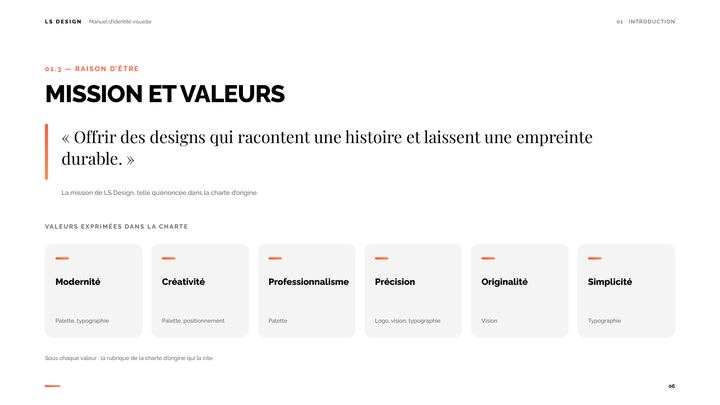 LS DESIGN Manuel d'identité visuelle
01 · INTRODUCTION
01.3 — RAISON D'ÊTRE
MISSION ET VALEURS
« Offrir des designs qui racontent une histoire et laissent une empreinte
durable. »
La mission de LS Design, telle qu'énoncée dans la charte d'origine.
VALEURS EXPRIMÉES DANS LA CHARTE
Modernité
Palette, typographie
Créativité
Palette, positionnement
Professionnalisme
Palette
Précision
Logo, vision, typographie
Originalité
Vision
Simplicité
Typographie
Sous chaque valeur : la rubrique de la charte d'origine qui la cite.
06